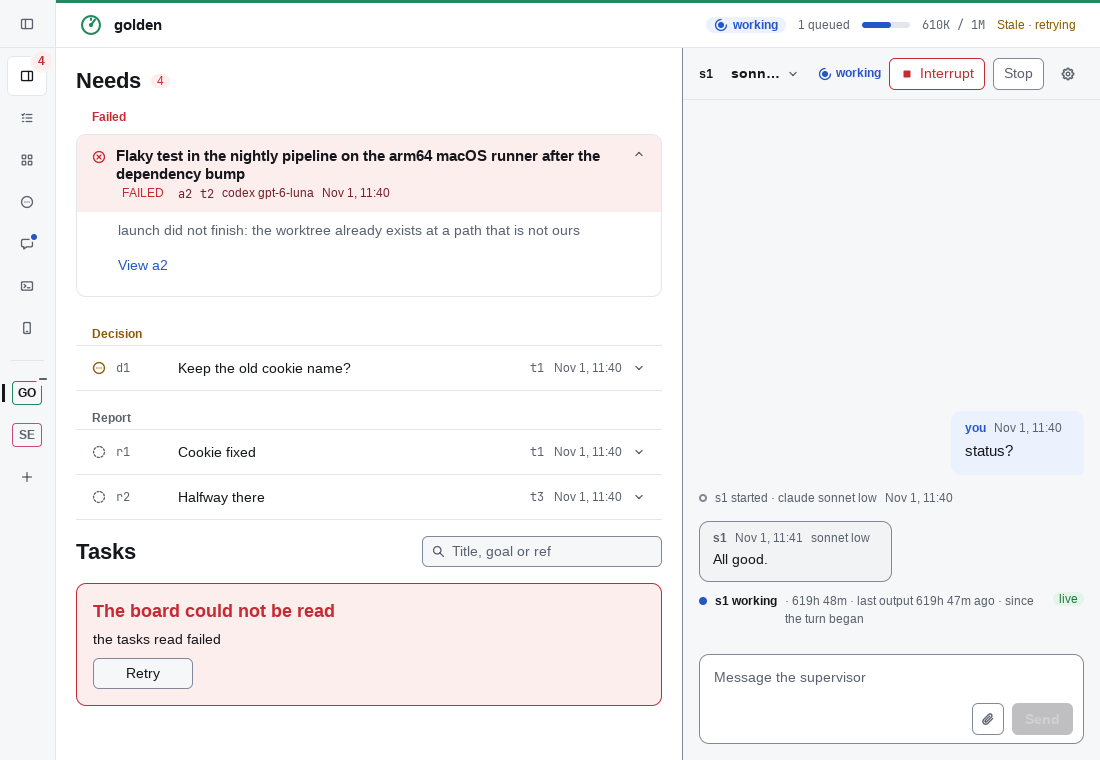 golden
working
1 queued
610K / 1M
Stale · retrying
4
GO
SE
Needs 4
Failed
Flaky test in the nightly pipeline on the arm64 macOS runner after the
dependency bump
FAILED a2 t2 codex gpt-6-luna Nov 1, 11:40
launch did not finish: the worktree already exists at a path that is not ours
View a2
Decision
d1 Keep the old cookie name? t1 Nov 1, 11:40
Report
r1 Cookie fixed t1 Nov 1, 11:40
r2 Halfway there t3 Nov 1, 11:40
Tasks
Title, goal or ref
The board could not be read
the tasks read failed
Retry
s1 sonn... working Interrupt Stop
you Nov 1, 11:40
status?
s1 started · claude sonnet low Nov 1, 11:40
s1 Nov 1, 11:41 sonnet low
All good.
s1 working · 619h 48m · last output 619h 47m ago · since
the turn began
live
Message the supervisor
Send